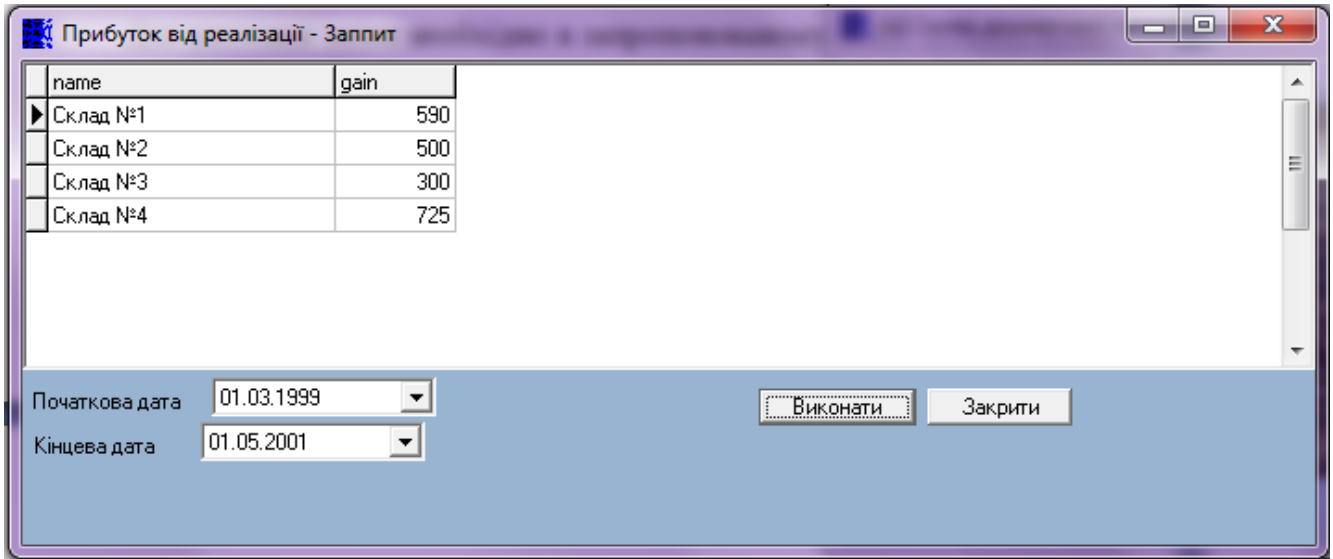 Прибуток від реалізації - Заппит
name gain
Склад №1 590
Склад №2 500
Склад №3 300
Склад №4 725
Початкова дата 01.03.1999 Виконати Закрити
Кінцева дата 01.05.2001